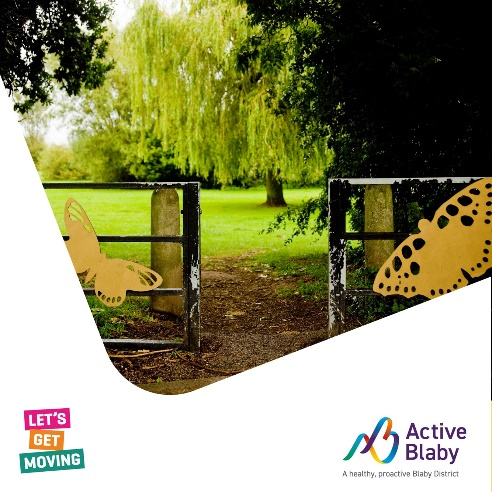 LET'S
GET
MOVING
Active
Blaby
A healthy, proactive Blaby District